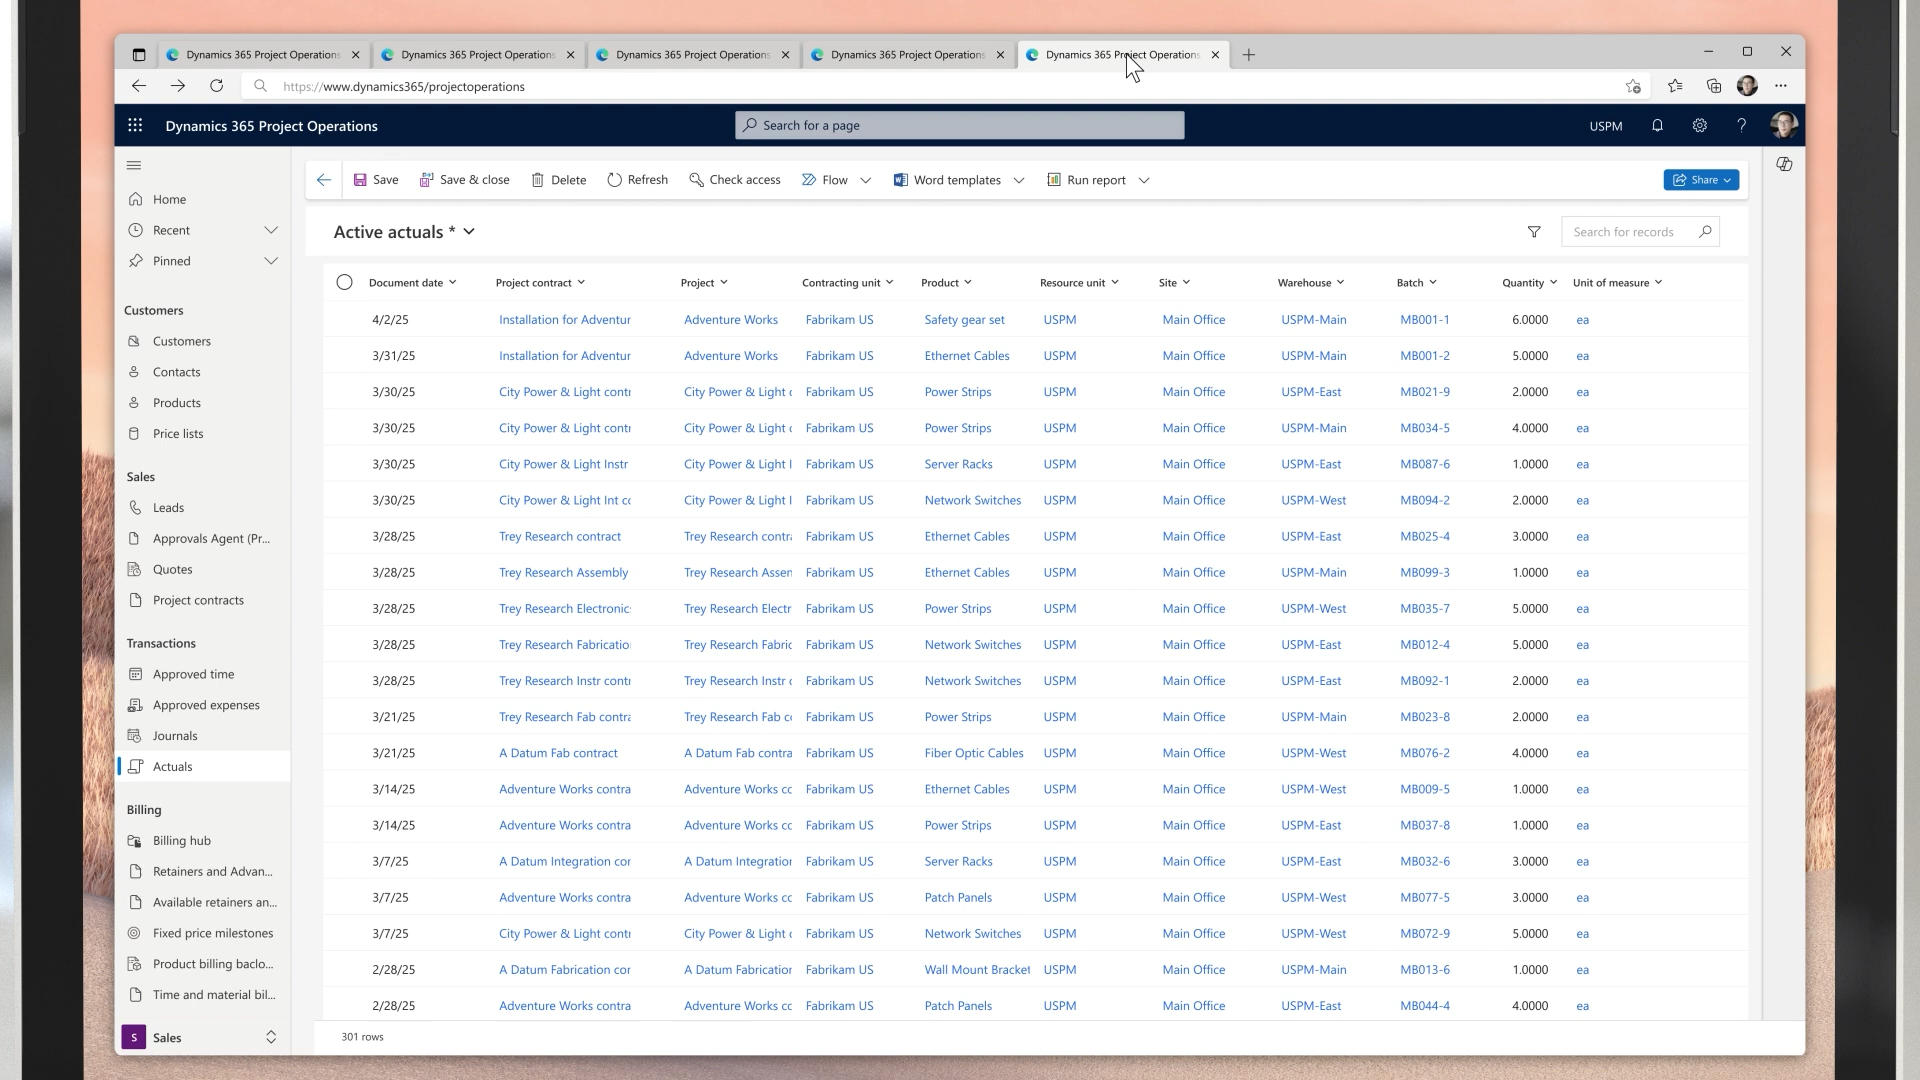 Dynamics 365 Project Operations Dynamics 365 Project Operations Dynamics 365 Project Operations Dynamics 365 Project Operations Dynamics 365 Project Operations
https://www.dynamics365/projectoperations
Dynamics 365 Project Operations Search for a page USPM
Save Save & close Delete Refresh Check access Flow Word templates Run report Share
Home
Recent
Pinned
Customers
Customers
Contacts
Products
Price lists
Sales
Leads
Approvals Agent (Pr...
Quotes
Project contracts
Transactions
Approved time
Approved expenses
Journals
Actuals
Billing
Billing hub
Retainers and Advan...
Available retainers an...
Fixed price milestones
Product billing baclo...
Time and material bil...
S Sales
Active actuals * Search for records
Document date Project contract Project Contracting unit Product Resource unit Site Warehouse Batch Quantity Unit of measure
4/2/25 Installation for Adventur Adventure Works Fabrikam US Safety gear set USPM Main Office USPM-Main MB001-1 6.0000 ea
3/31/25 Installation for Adventur Adventure Works Fabrikam US Ethernet Cables USPM Main Office USPM-Main MB001-2 5.0000 ea
3/30/25 City Power & Light contr City Power & Light c Fabrikam US Power Strips USPM Main Office USPM-East MB021-9 2.0000 ea
3/30/25 City Power & Light contr City Power & Light c Fabrikam US Power Strips USPM Main Office USPM-Main MB034-5 4.0000 ea
3/30/25 City Power & Light Instr City Power & Light I Fabrikam US Server Racks USPM Main Office USPM-East MB087-6 1.0000 ea
3/30/25 City Power & Light Int co City Power & Light I Fabrikam US Network Switches USPM Main Office USPM-West MB094-2 2.0000 ea
3/28/25 Trey Research contract Trey Research contra Fabrikam US Ethernet Cables USPM Main Office USPM-East MB025-4 3.0000 ea
3/28/25 Trey Research Assembly Trey Research Assen Fabrikam US Ethernet Cables USPM Main Office USPM-Main MB099-3 1.0000 ea
3/28/25 Trey Research Electronic Trey Research Electr Fabrikam US Power Strips USPM Main Office USPM-West MB035-7 5.0000 ea
3/28/25 Trey Research Fabricatio Trey Research Fabric Fabrikam US Network Switches USPM Main Office USPM-East MB012-4 5.0000 ea
3/28/25 Trey Research Instr contr Trey Research Instr c Fabrikam US Network Switches USPM Main Office USPM-East MB092-1 2.0000 ea
3/21/25 Trey Research Fab contra Trey Research Fab co Fabrikam US Power Strips USPM Main Office USPM-Main MB023-8 2.0000 ea
3/21/25 A Datum Fab contract A Datum Fab contra Fabrikam US Fiber Optic Cables USPM Main Office USPM-West MB076-2 4.0000 ea
3/14/25 Adventure Works contra Adventure Works cc Fabrikam US Ethernet Cables USPM Main Office USPM-West MB009-5 1.0000 ea
3/14/25 Adventure Works contra Adventure Works cc Fabrikam US Power Strips USPM Main Office USPM-East MB037-8 1.0000 ea
3/7/25 A Datum Integration cor A Datum Integration Fabrikam US Server Racks USPM Main Office USPM-East MB032-6 3.0000 ea
3/7/25 Adventure Works contra Adventure Works cc Fabrikam US Patch Panels USPM Main Office USPM-West MB077-5 3.0000 ea
3/7/25 City Power & Light contr City Power & Light c Fabrikam US Network Switches USPM Main Office USPM-West MB072-9 5.0000 ea
2/28/25 A Datum Fabrication cor A Datum Fabrication Fabrikam US Wall Mount Bracket USPM Main Office USPM-Main MB013-6 1.0000 ea
2/28/25 Adventure Works contra Adventure Works cc Fabrikam US Patch Panels USPM Main Office USPM-East MB044-4 4.0000 ea
301 rows